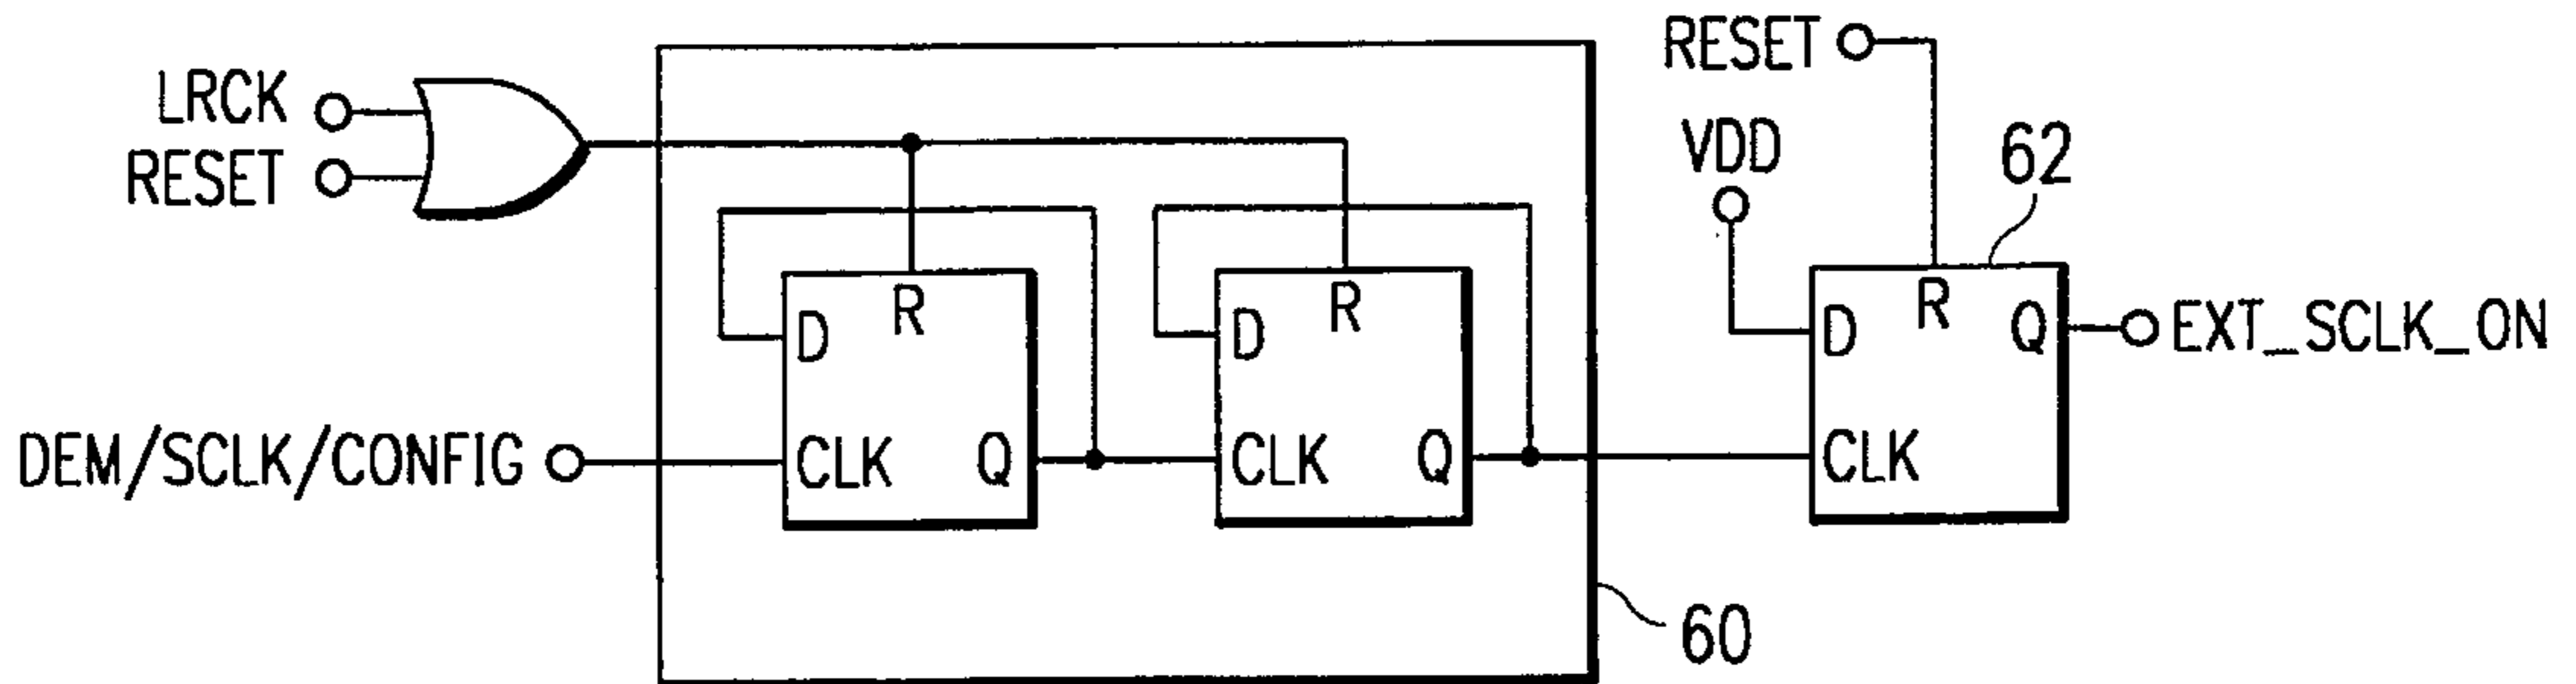 LRCK
RESET
DEM/SCLK/CONFIG
D
R
CLK
Q
D
R
CLK
Q
60
RESET
VDD
62
D
R
Q
CLK
EXT_SCLK_ON